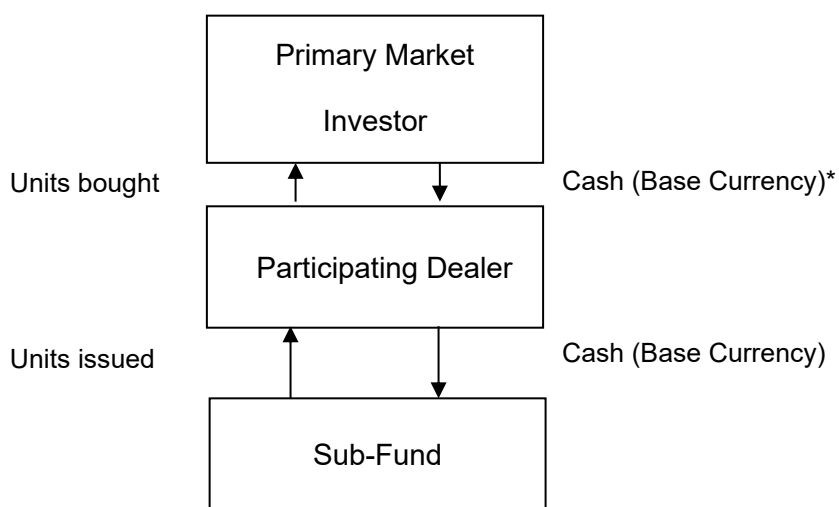 Primary Market
Investor
Units bought
Cash (Base Currency)*
Participating Dealer
Units issued
Cash (Base Currency)
Sub-Fund